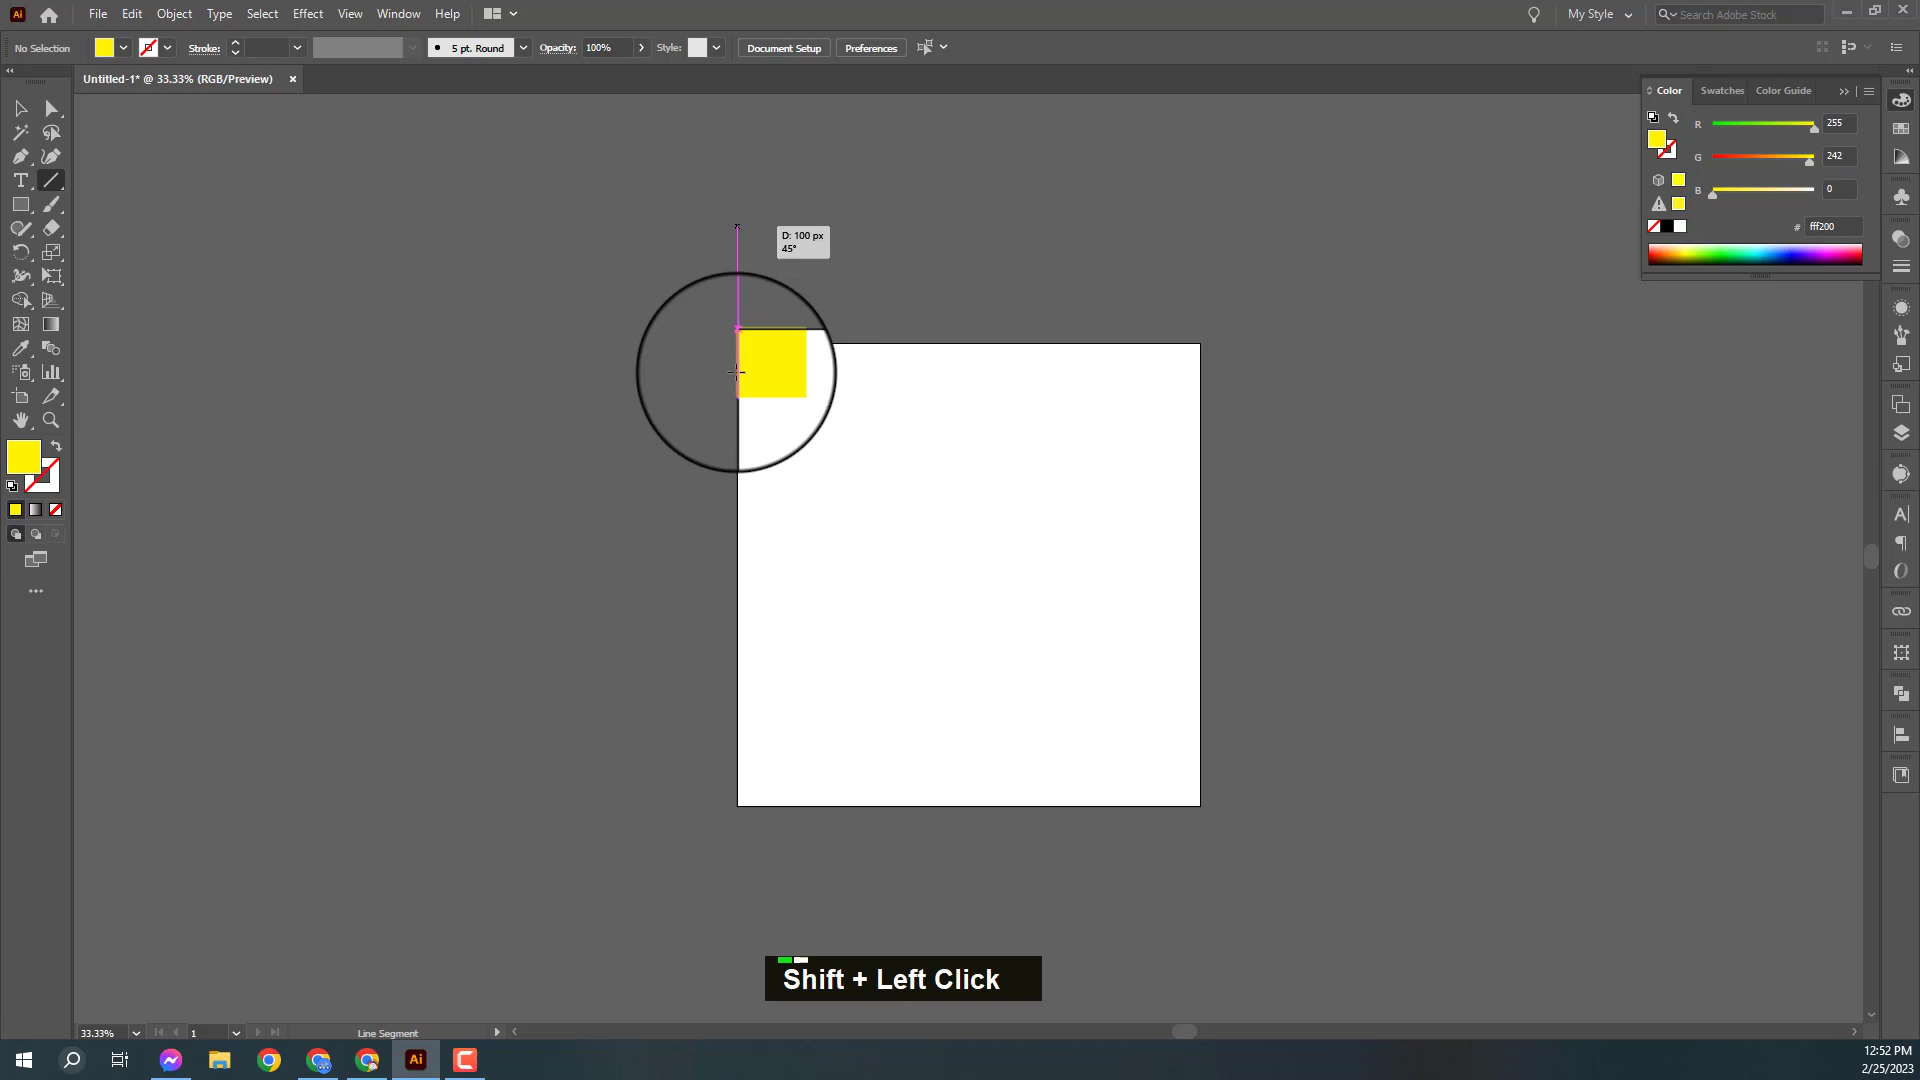 Ai File Edit Object Type Select Effect View Window Help My Style Search Adobe Stock
No Selection Stroke: 5 pt. Round Opacity: 100% Style: Document Setup Preferences
Untitled-1* @ 33.33% (RGB/Preview)
Color Swatches Color Guide
R 255
G 242
B 0
# fff200
D: 100 px
45°
Shift + Left Click
33.33% 1 Line Segment
Ai
12:52 PM
2/25/2023